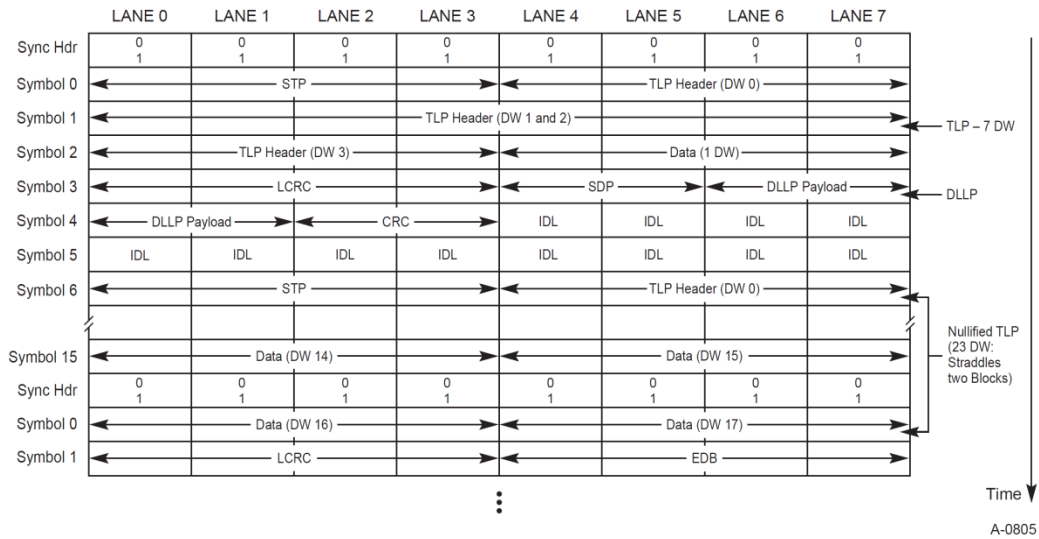 LANE 0 LANE 1 LANE 2 LANE 3 LANE 4 LANE 5 LANE 6 LANE 7
Sync Hdr 0 0 0 0 0 0 0 0
1 1 1 1 1 1 1 1
Symbol 0 STP TLP Header (DW 0)
Symbol 1 TLP Header (DW 1 and 2)
TLP – 7 DW
Symbol 2 TLP Header (DW 3) Data (1 DW)
Symbol 3 LCRC SDP DLLP Payload
DLLP
Symbol 4 DLLP Payload CRC IDL IDL IDL IDL
Symbol 5 IDL IDL IDL IDL IDL IDL IDL IDL
Symbol 6 STP TLP Header (DW 0)
Nullified TLP
(23 DW:
Straddles
two Blocks)
Symbol 15 Data (DW 14) Data (DW 15)
Sync Hdr 0 0 0 0 0 0 0 0
1 1 1 1 1 1 1 1
Symbol 0 Data (DW 16) Data (DW 17)
Symbol 1 LCRC EDB
Time
A-0805